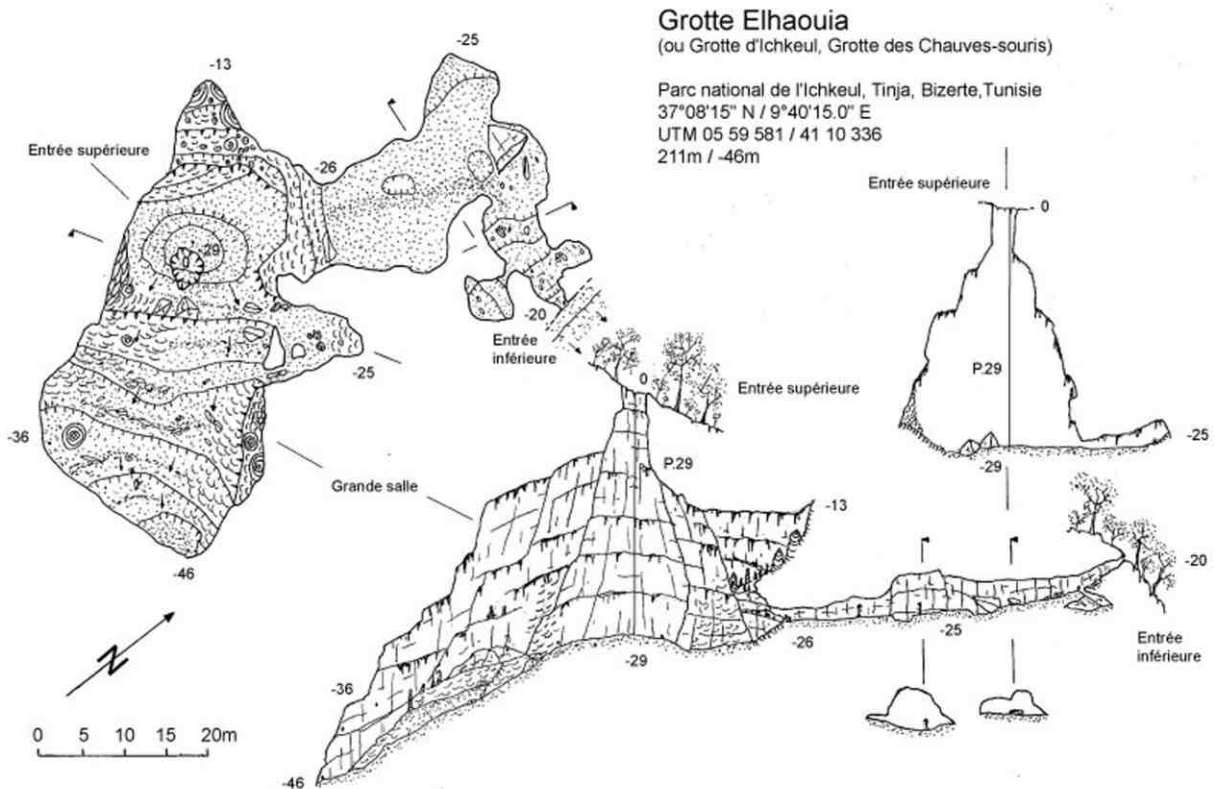 Grotte Elhaouia
(ou Grotte d'Ichkeul, Grotte des Chauves-souris)
Parc national de l'Ichkeul, Tinja, Bizerte,Tunisie
37°08'15" N / 9°40'15.0" E
UTM 05 59 581 / 41 10 336
211m / -46m
-25
-13
Entrée supérieure
-26
-29
-20
Entrée
inférieure
-25
-36
Grande salle
-46
N
0 5 10 15 20m
Entrée supérieure
0
P.29
-25
-29
0
Entrée supérieure
P.29
-13
-20
-26
-25
-29
Entrée
inférieure
-36
-46